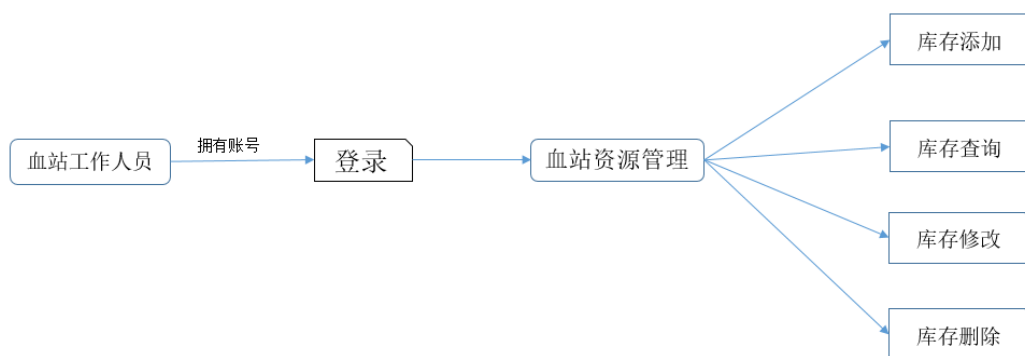 血站工作人员
拥有账号
登录
血站资源管理
库存添加
库存查询
库存修改
库存删除